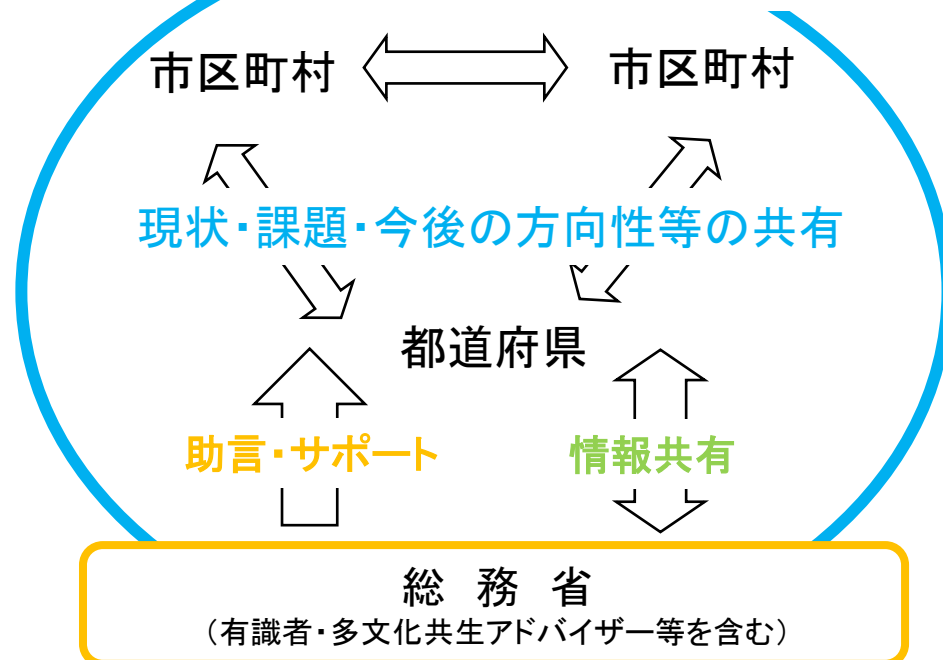 市区町村 市区町村
現状・課題・今後の方向性等の共有
都道府県
助言・サポート 情報共有
総務省
（有識者・多文化共生アドバイザー等を含む）